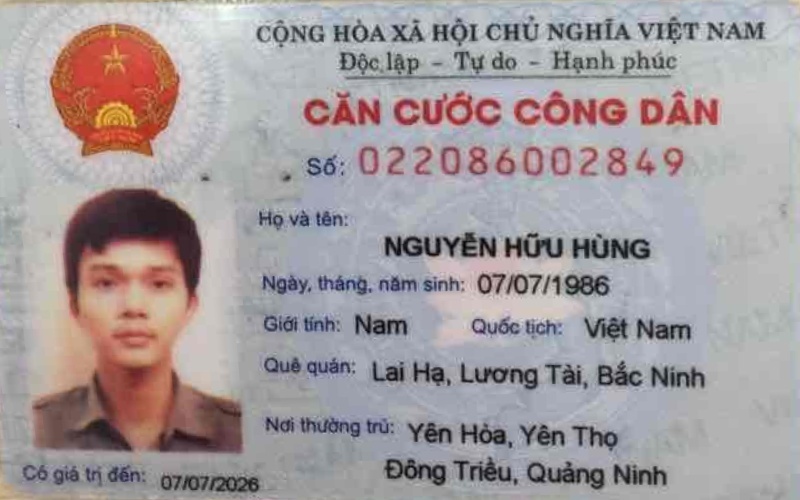 CỘNG HÒA XÃ HỘI CHỦ NGHĨA VIỆT NAM
Độc lập - Tự do - Hạnh phúc
CĂN CƯỚC CÔNG DÂN
Số: 022086002849
Họ và tên:
NGUYỄN HỮU HÙNG
Ngày, tháng, năm sinh: 07/07/1986
Giới tính: Nam Quốc tịch: Việt Nam
Quê quán: Lai Hạ, Lương Tài, Bắc Ninh
Nơi thường trú: Yên Hòa, Yên Thọ
Đông Triều, Quảng Ninh
Có giá trị đến: 07/07/2026